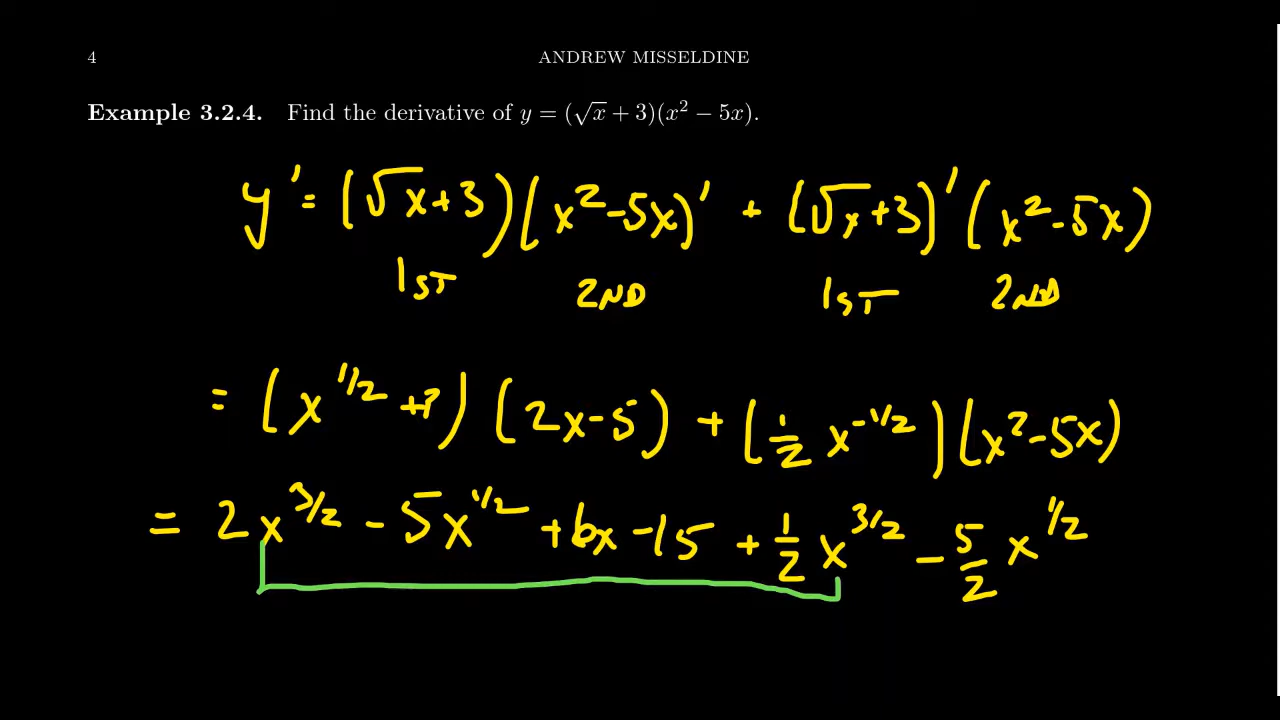 4 ANDREW MISSELDINE
Example 3.2.4. Find the derivative of y = (√x + 3)(x² − 5x).
y' = (√x + 3)(x² − 5x)' + (√x + 3)'(x² − 5x)
1ST 2ND 1ST 2ND
= (x^1/2 + 3)(2x − 5) + (1/2 x^−1/2)(x² − 5x)
= 2x^3/2 − 5x^1/2 + 6x − 15 + 1/2 x^3/2 − 5/2 x^1/2